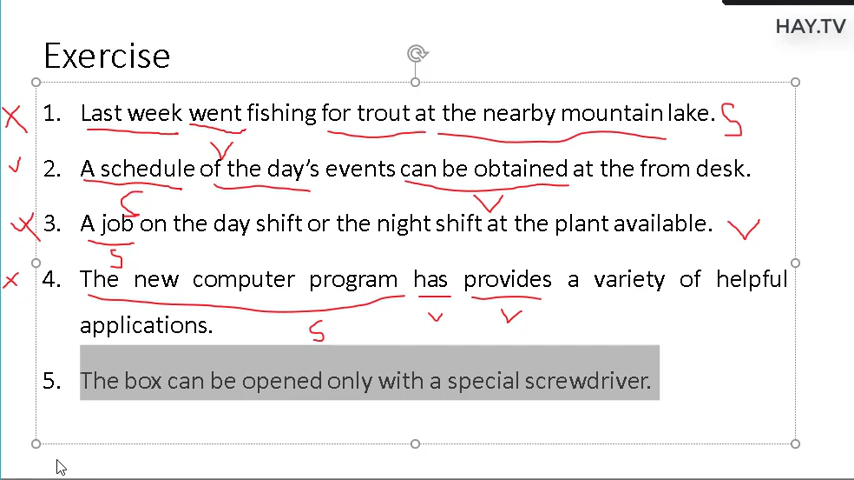 HAY.TV
Exercise
X 1. Last week went fishing for trout at the nearby mountain lake. S
V
✓ 2. A schedule of the day's events can be obtained at the from desk.
S V
X 3. A job on the day shift or the night shift at the plant available. V
S
X 4. The new computer program has provides a variety of helpful
V V
applications.
S
5. The box can be opened only with a special screwdriver.